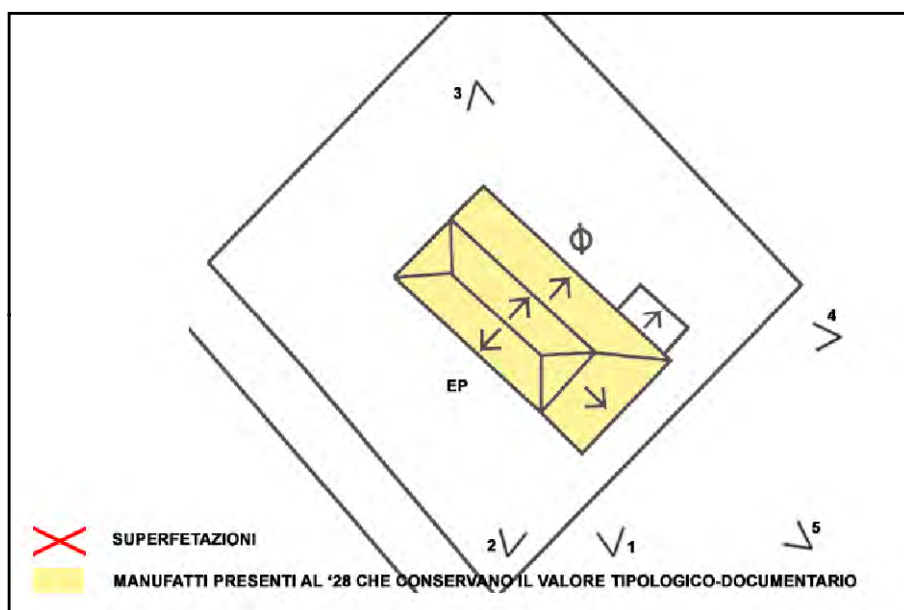 3
Φ
4
EP
2
1
5
SUPERFETAZIONI
MANUFATTI PRESENTI AL '28 CHE CONSERVANO IL VALORE TIPOLOGICO-DOCUMENTARIO